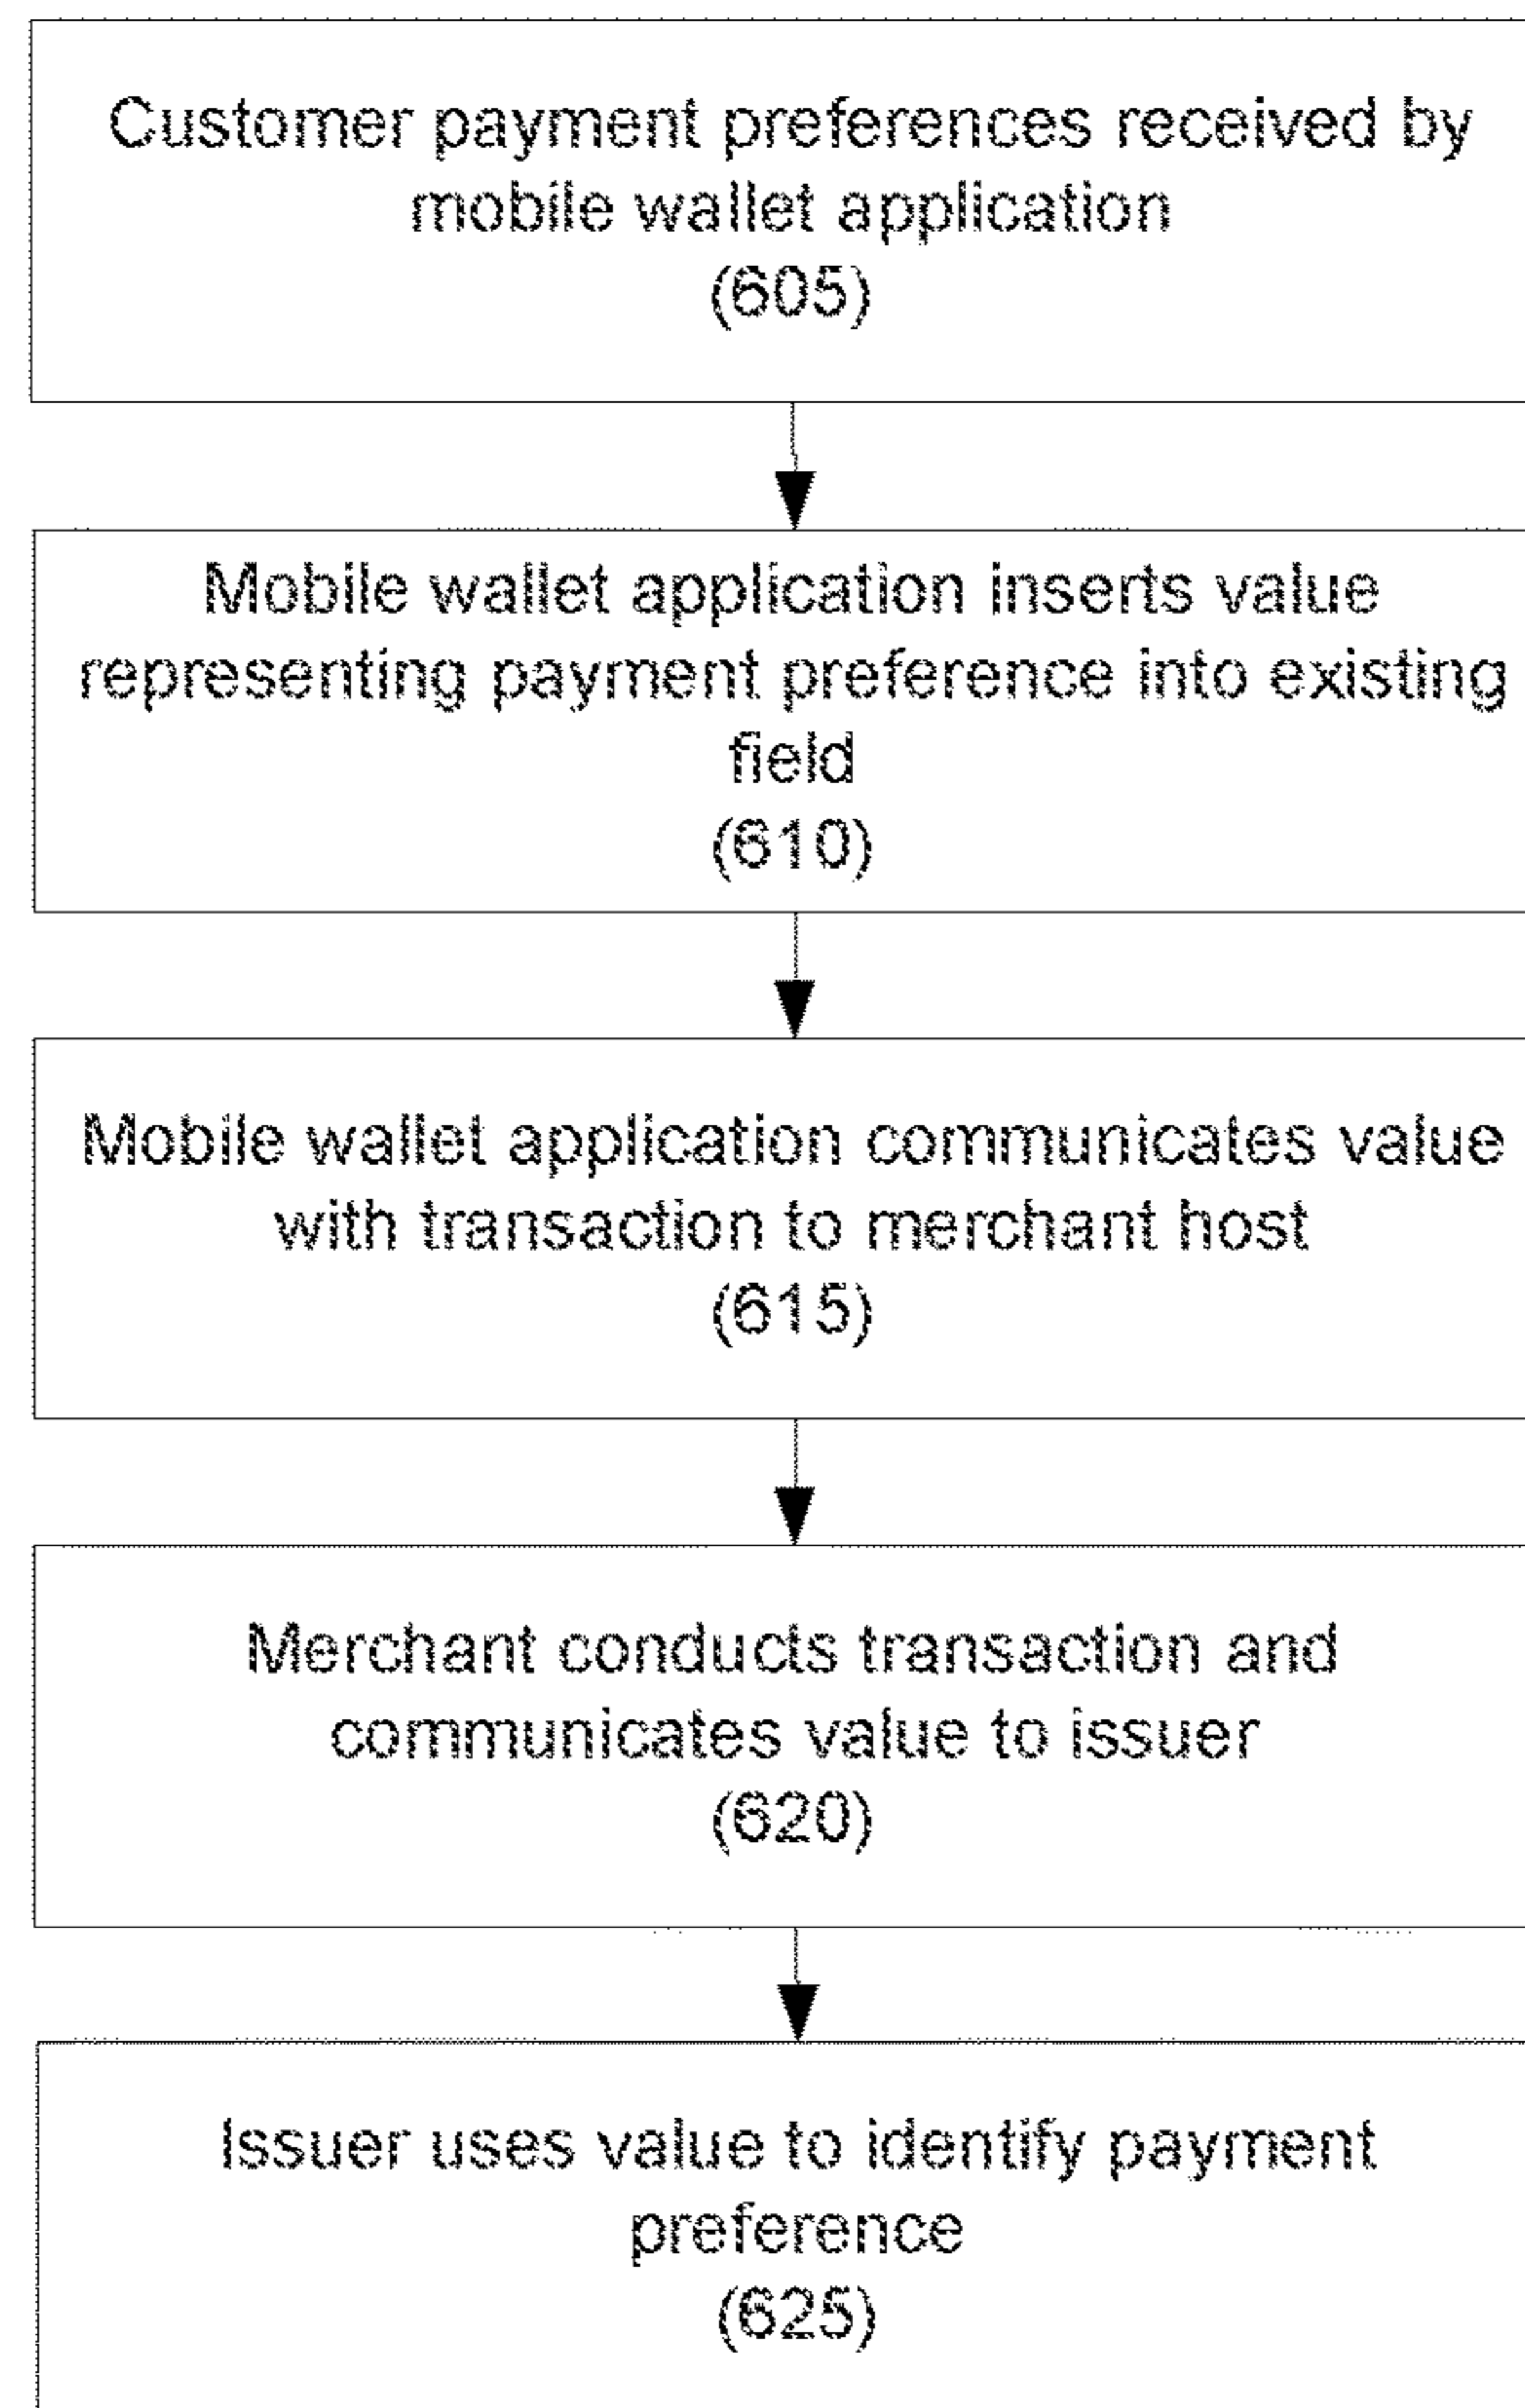 Customer payment preferences received by
mobile wallet application
(605)
Mobile wallet application inserts value
representing payment preference into existing
field
(610)
Mobile wallet application communicates value
with transaction to merchant host
(615)
Merchant conducts transaction and
communicates value to issuer
(620)
Issuer uses value to identify payment
preference
(625)